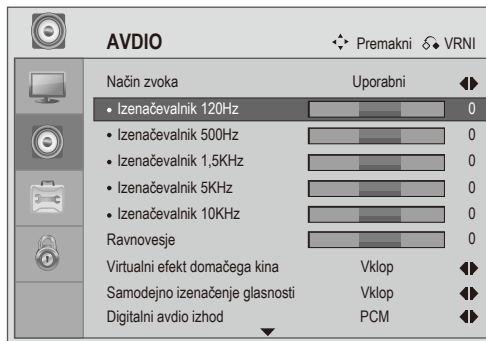 AVDIO Premakni VRNI
Način zvoka Uporabni
• Izenačevalnik 120Hz 0
• Izenačevalnik 500Hz 0
• Izenačevalnik 1,5KHz 0
• Izenačevalnik 5KHz 0
• Izenačevalnik 10KHz 0
Ravnovesje 0
Virtualni efekt domačega kina Vklop
Samodejno izenačenje glasnosti Vklop
Digitalni avdio izhod PCM